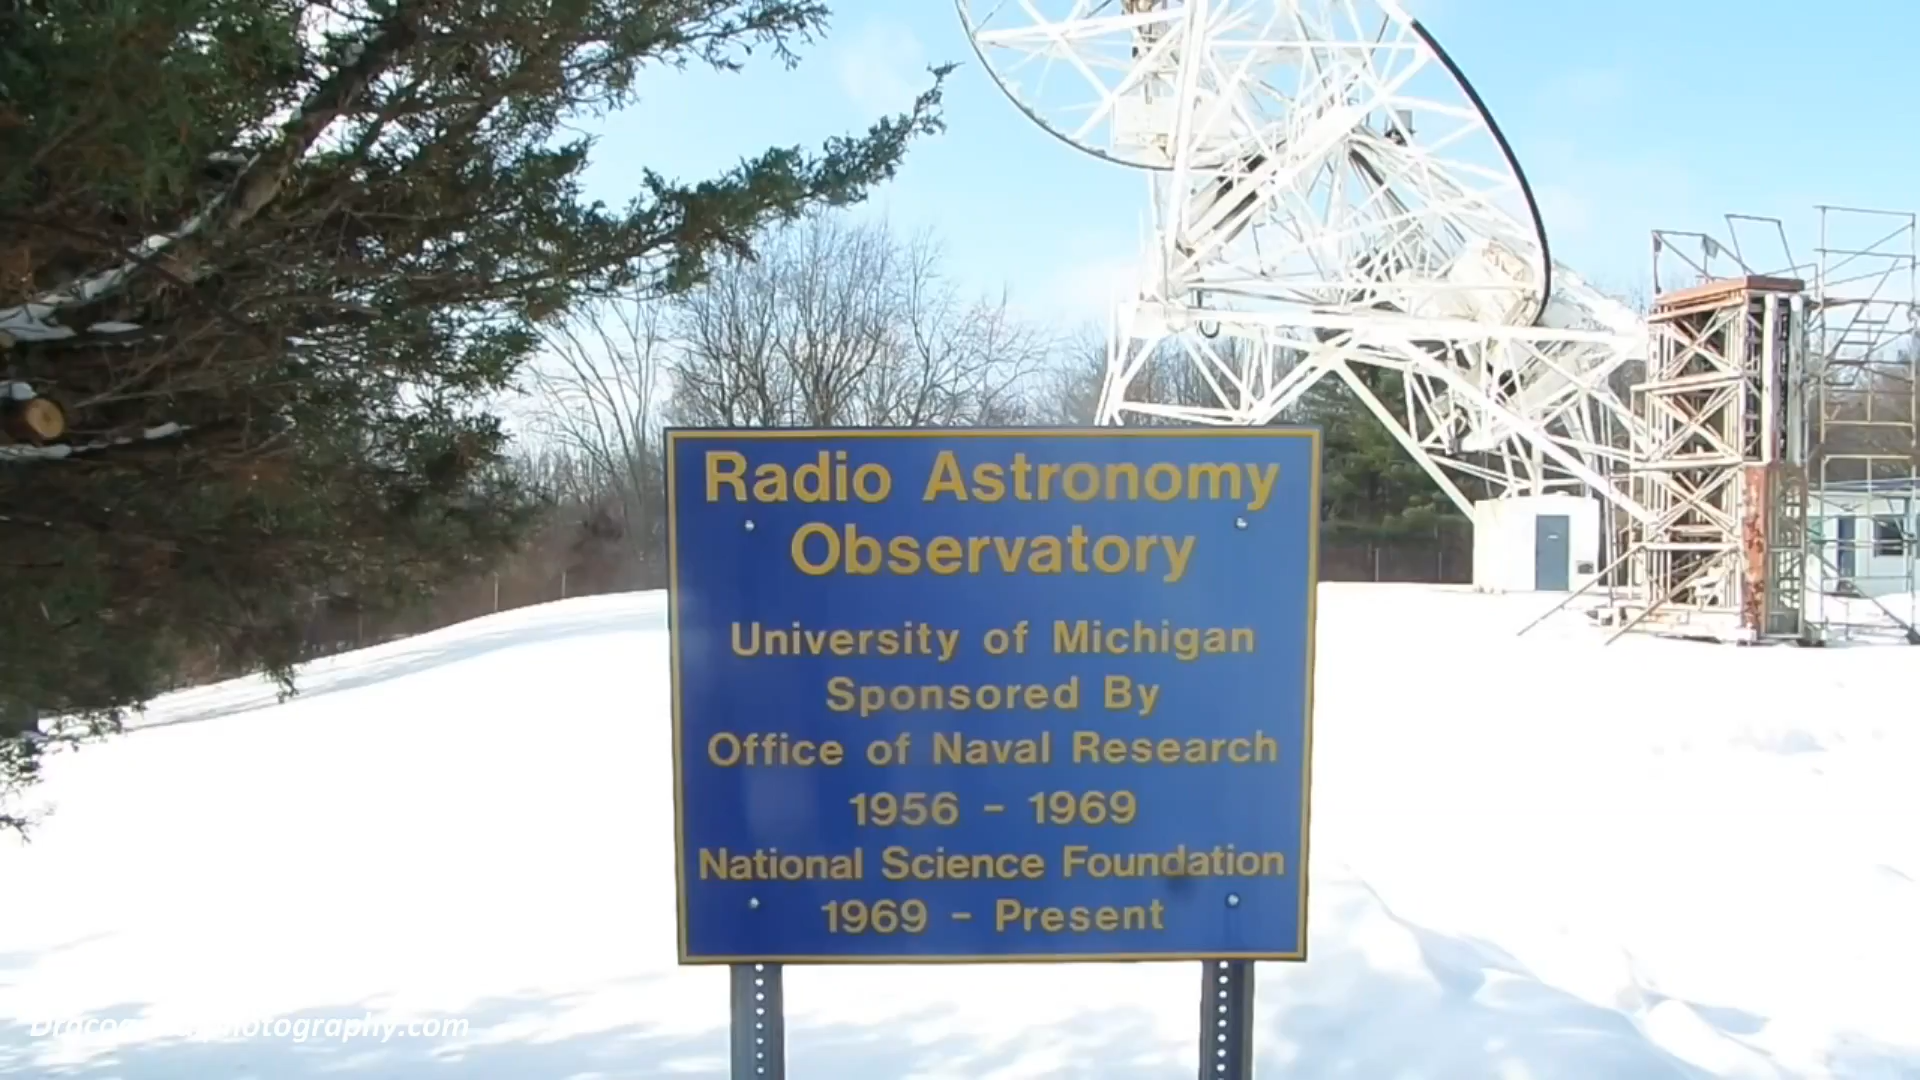 Radio Astronomy
Observatory
University of Michigan
Sponsored By
Office of Naval Research
1956 - 1969
National Science Foundation
1969 - Present